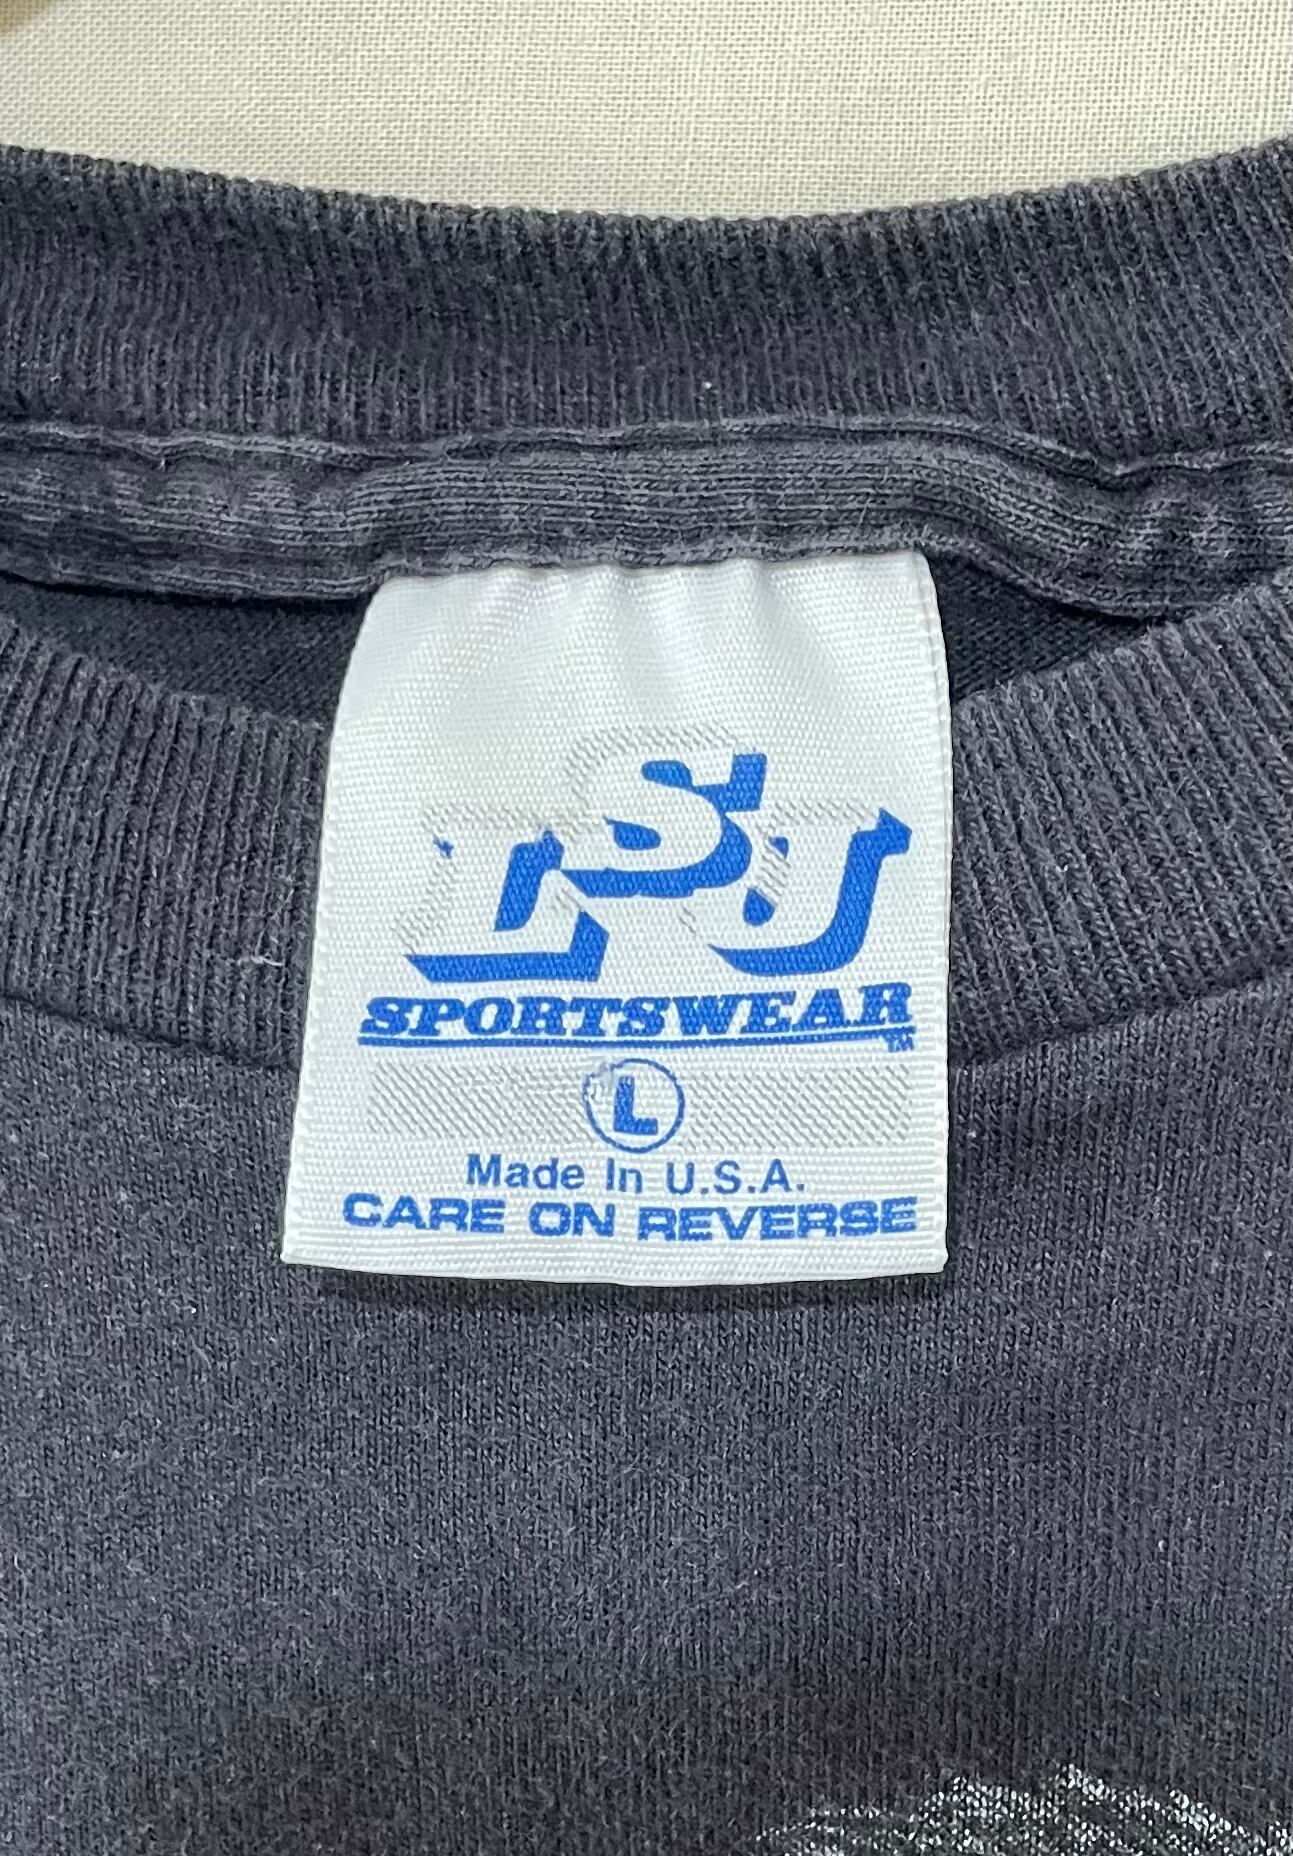 LSJ
SPORTSWEAR
TM
L
Made In U.S.A.
CARE ON REVERSE